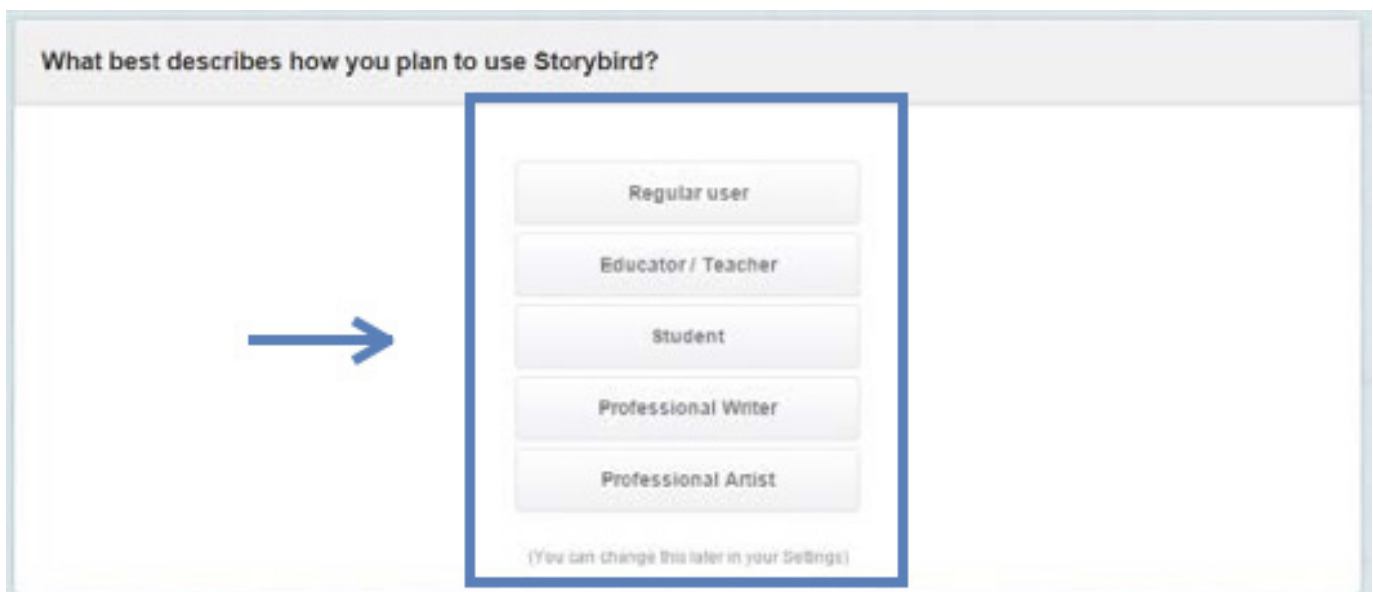 What best describes how you plan to use Storybird?
Regular user
Educator / Teacher
Student
Professional Writer
Professional Artist
(You can change this later in your Settings)